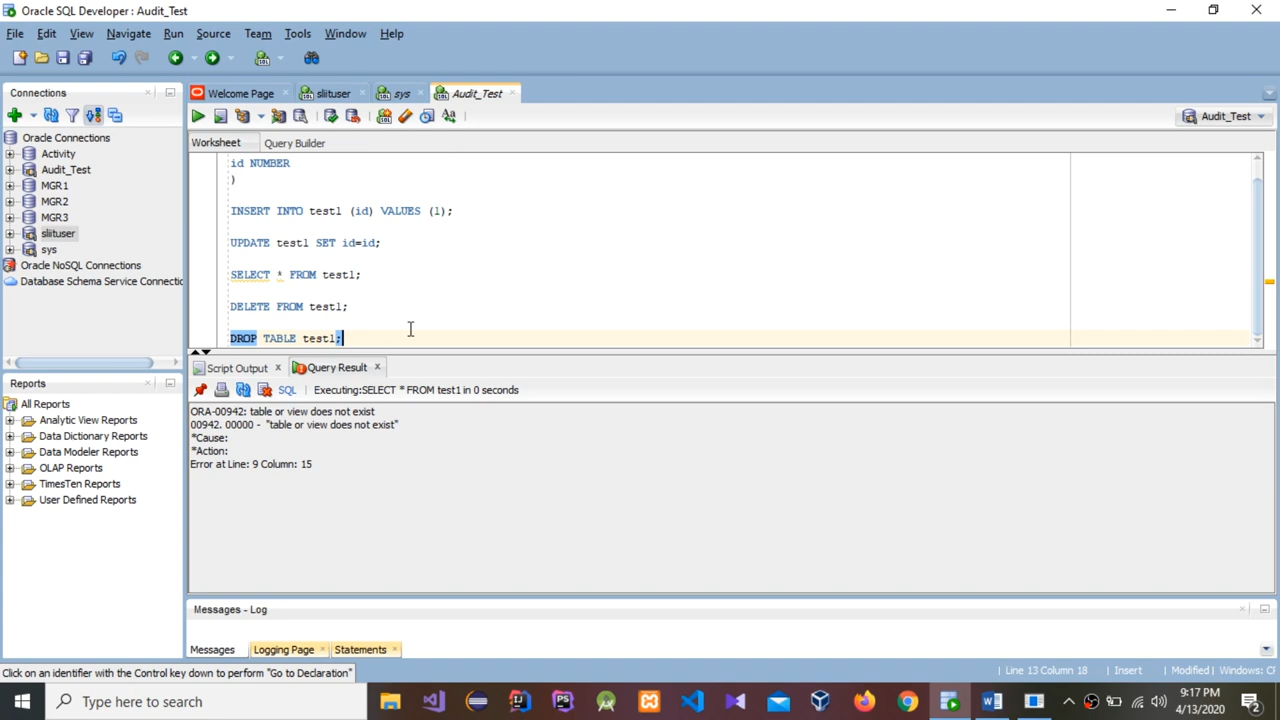 Oracle SQL Developer : Audit_Test
File Edit View Navigate Run Source Team Tools Window Help
Connections
Oracle Connections
Activity
Audit_Test
MGR1
MGR2
MGR3
sliituser
sys
Oracle NoSQL Connections
Database Schema Service Connectio
Reports
All Reports
Analytic View Reports
Data Dictionary Reports
Data Modeler Reports
OLAP Reports
TimesTen Reports
User Defined Reports
Welcome Page sliituser sys Audit_Test
Audit_Test
Worksheet Query Builder
id NUMBER
)
INSERT INTO test1 (id) VALUES (1);
UPDATE test1 SET id=id;
SELECT * FROM test1;
DELETE FROM test1;
DROP TABLE test1;
Script Output Query Result
SQL Executing:SELECT * FROM test1 in 0 seconds
ORA-00942: table or view does not exist
00942. 00000 - "table or view does not exist"
*Cause:
*Action:
Error at Line: 9 Column: 15
Messages - Log
Messages Logging Page Statements
Click on an identifier with the Control key down to perform "Go to Declaration"
Line 13 Column 18 Insert Modified Windows: CF
Type here to search
9:17 PM
4/13/2020
2